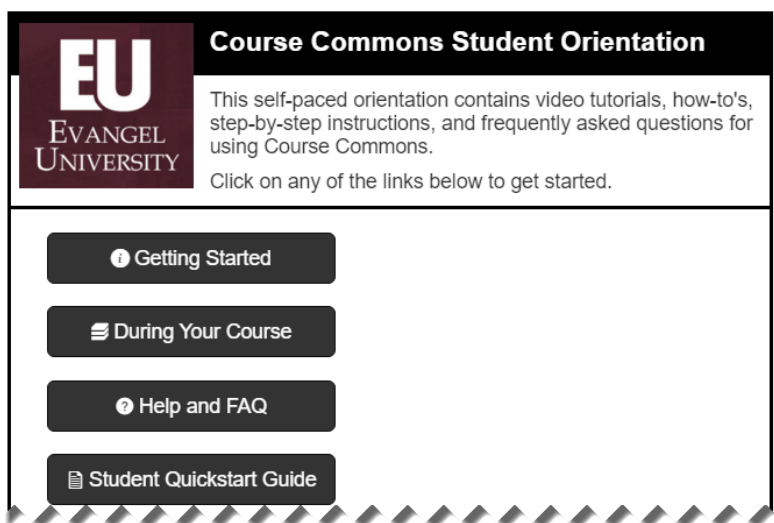 EU
EVANGEL
UNIVERSITY
Course Commons Student Orientation
This self-paced orientation contains video tutorials, how-to's,
step-by-step instructions, and frequently asked questions for
using Course Commons.
Click on any of the links below to get started.
Getting Started
During Your Course
Help and FAQ
Student Quickstart Guide